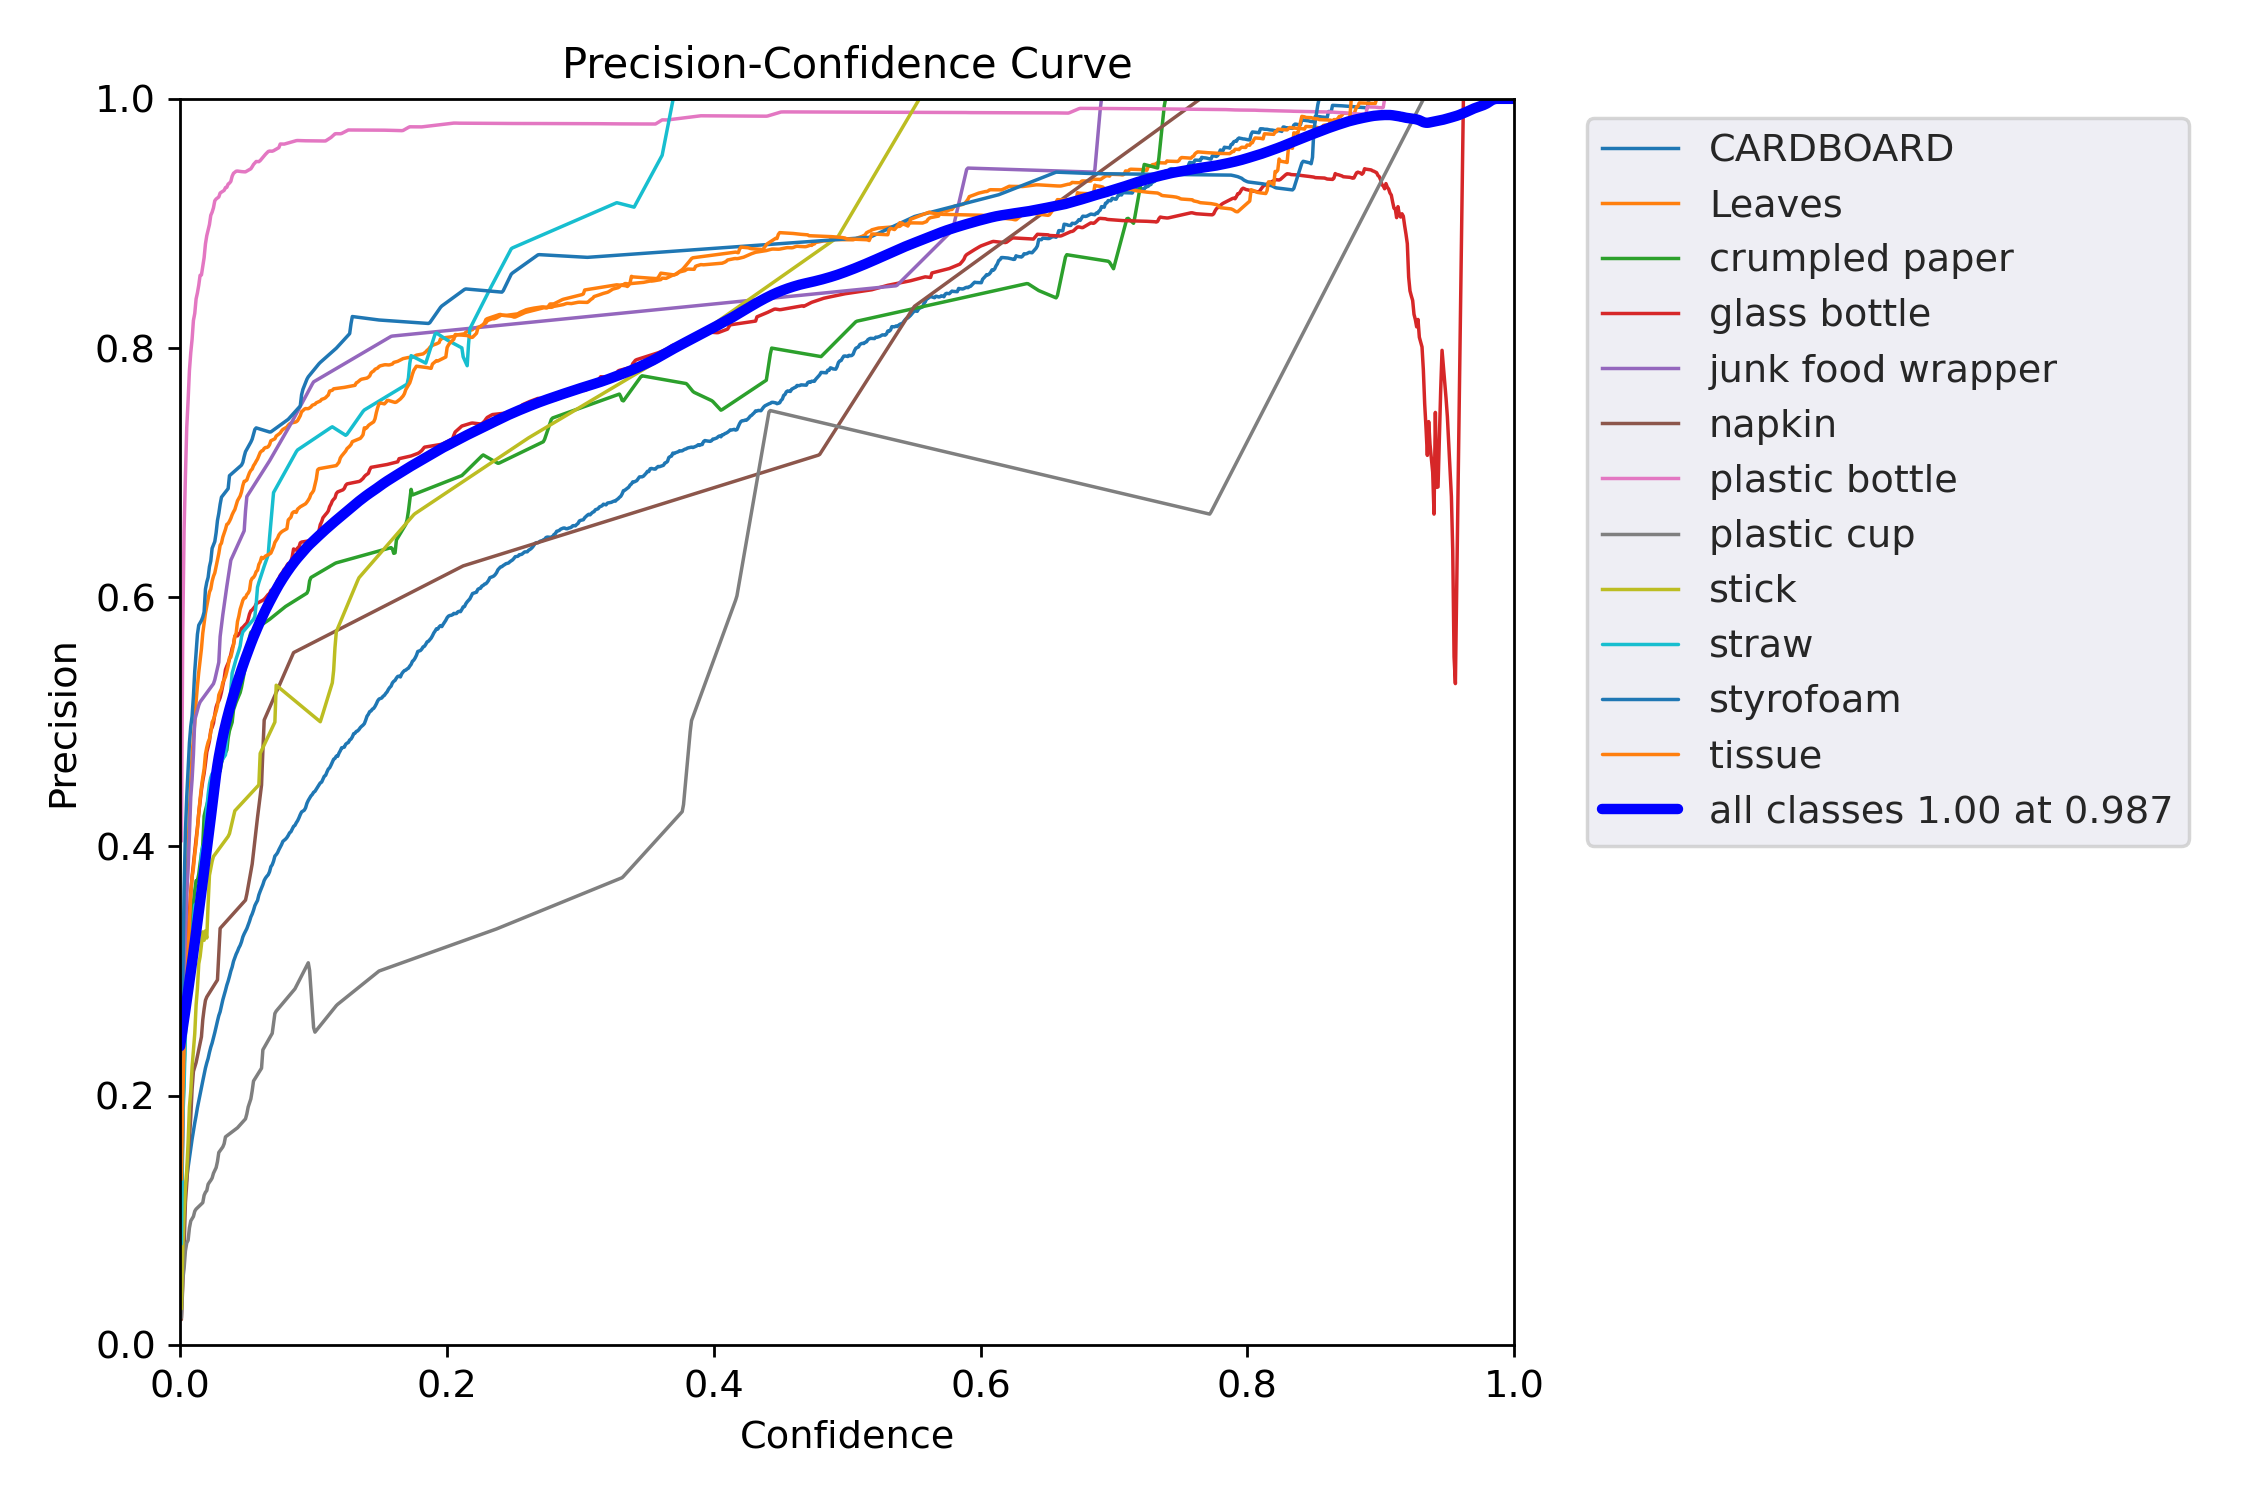 Precision-Confidence Curve
1.0
0.8
0.6
0.4
0.2
0.0
Precision
0.0 0.2 0.4 0.6 0.8 1.0
Confidence
CARDBOARD
Leaves
crumpled paper
glass bottle
junk food wrapper
napkin
plastic bottle
plastic cup
stick
straw
styrofoam
tissue
all classes 1.00 at 0.987